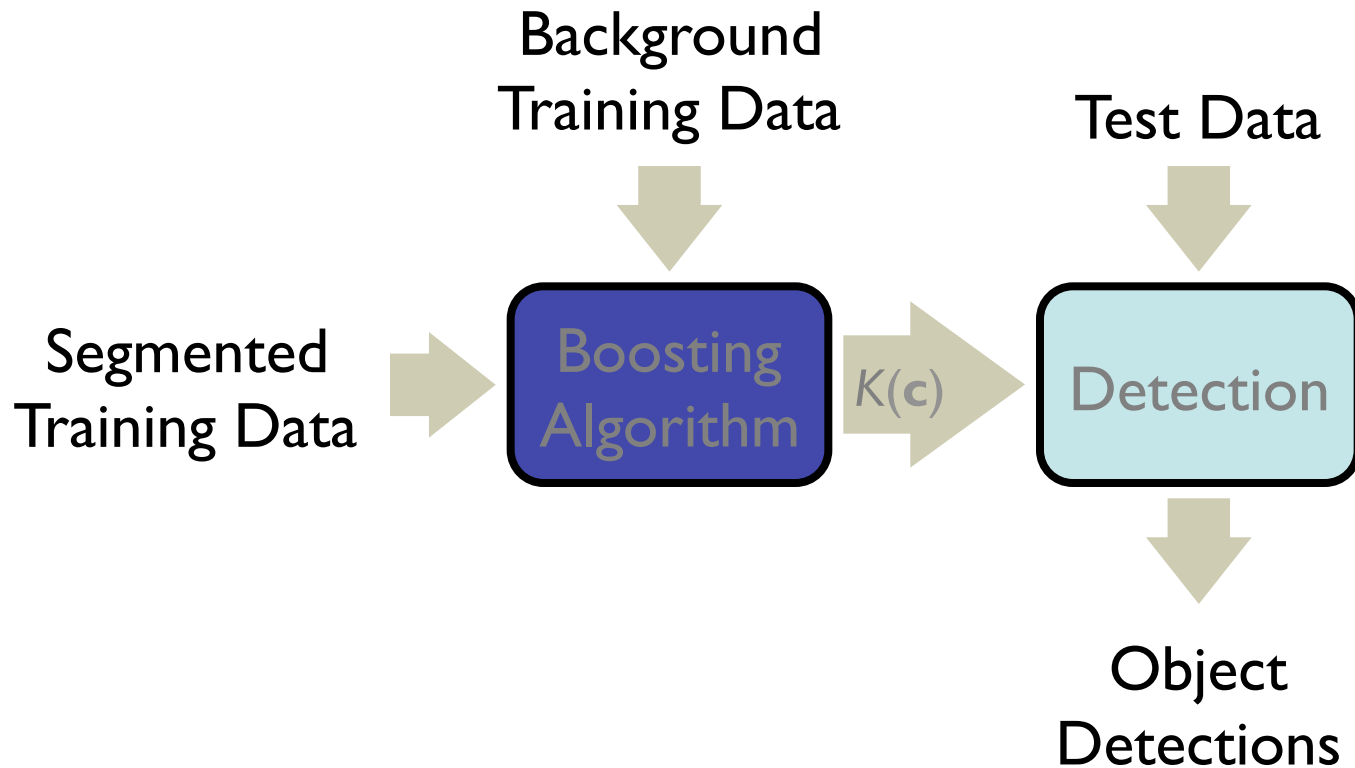 Background
Training Data
Test Data
Segmented
Training Data
Boosting
Algorithm
K(c)
Detection
Object
Detections